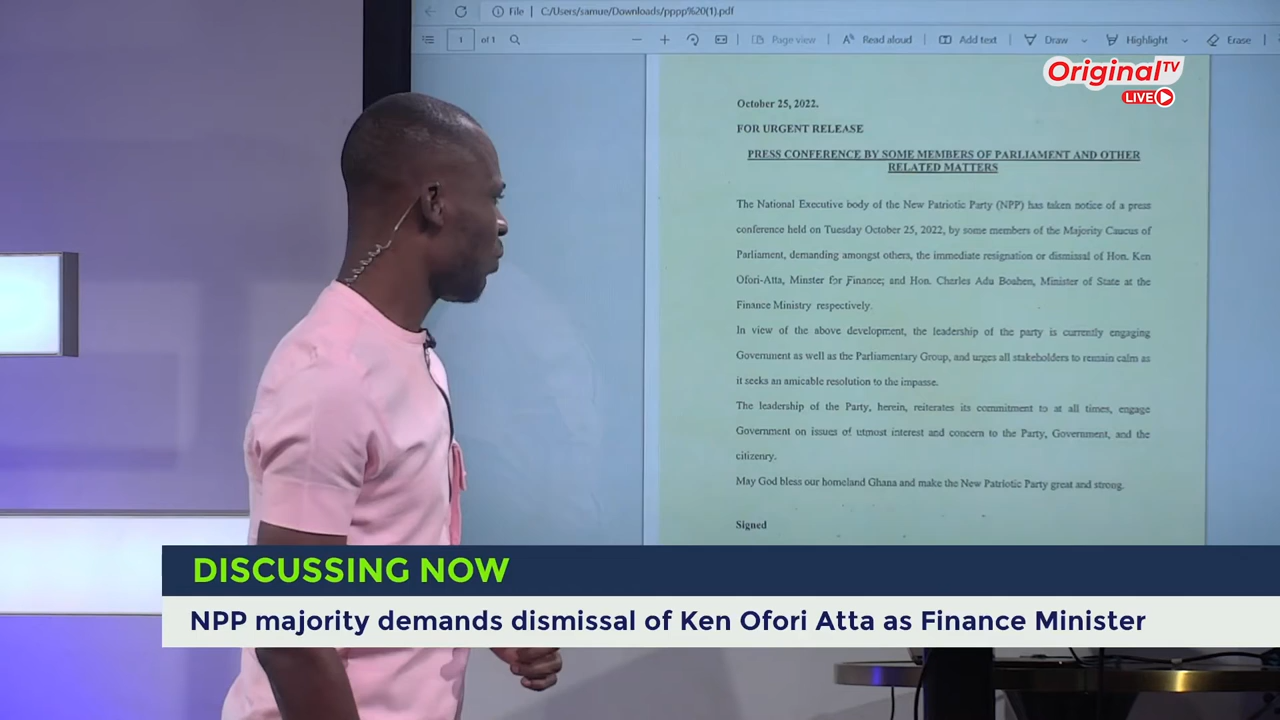 File | C:/Users/samue/Downloads/pppp%20(1).pdf
1 of 1 Page view Read aloud Add text Draw Highlight Erase
OriginalTV
LIVE
October 25, 2022.
FOR URGENT RELEASE
PRESS CONFERENCE BY SOME MEMBERS OF PARLIAMENT AND OTHER
RELATED MATTERS
The National Executive body of the New Patriotic Party (NPP) has taken notice of a press
conference held on Tuesday October 25, 2022, by some members of the Majority Caucus of
Parliament, demanding amongst others, the immediate resignation or dismissal of Hon. Ken
Ofori-Atta, Minster for Finance; and Hon. Charles Adu Boahen, Minister of State at the
Finance Ministry respectively.
In view of the above development, the leadership of the party is currently engaging
Government as well as the Parliamentary Group, and urges all stakeholders to remain calm as
it seeks an amicable resolution to the impasse.
The leadership of the Party, herein, reiterates its commitment to at all times, engage
Government on issues of utmost interest and concern to the Party, Government, and the
citizenry.
May God bless our homeland Ghana and make the New Patriotic Party great and strong.
Signed
DISCUSSING NOW
NPP majority demands dismissal of Ken Ofori Atta as Finance Minister